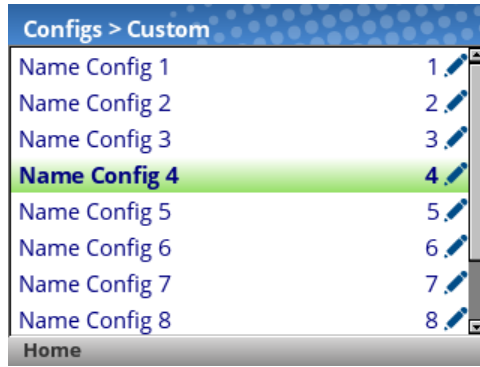 Configs > Custom
Name Config 1 1
Name Config 2 2
Name Config 3 3
Name Config 4 4
Name Config 5 5
Name Config 6 6
Name Config 7 7
Name Config 8 8
Home